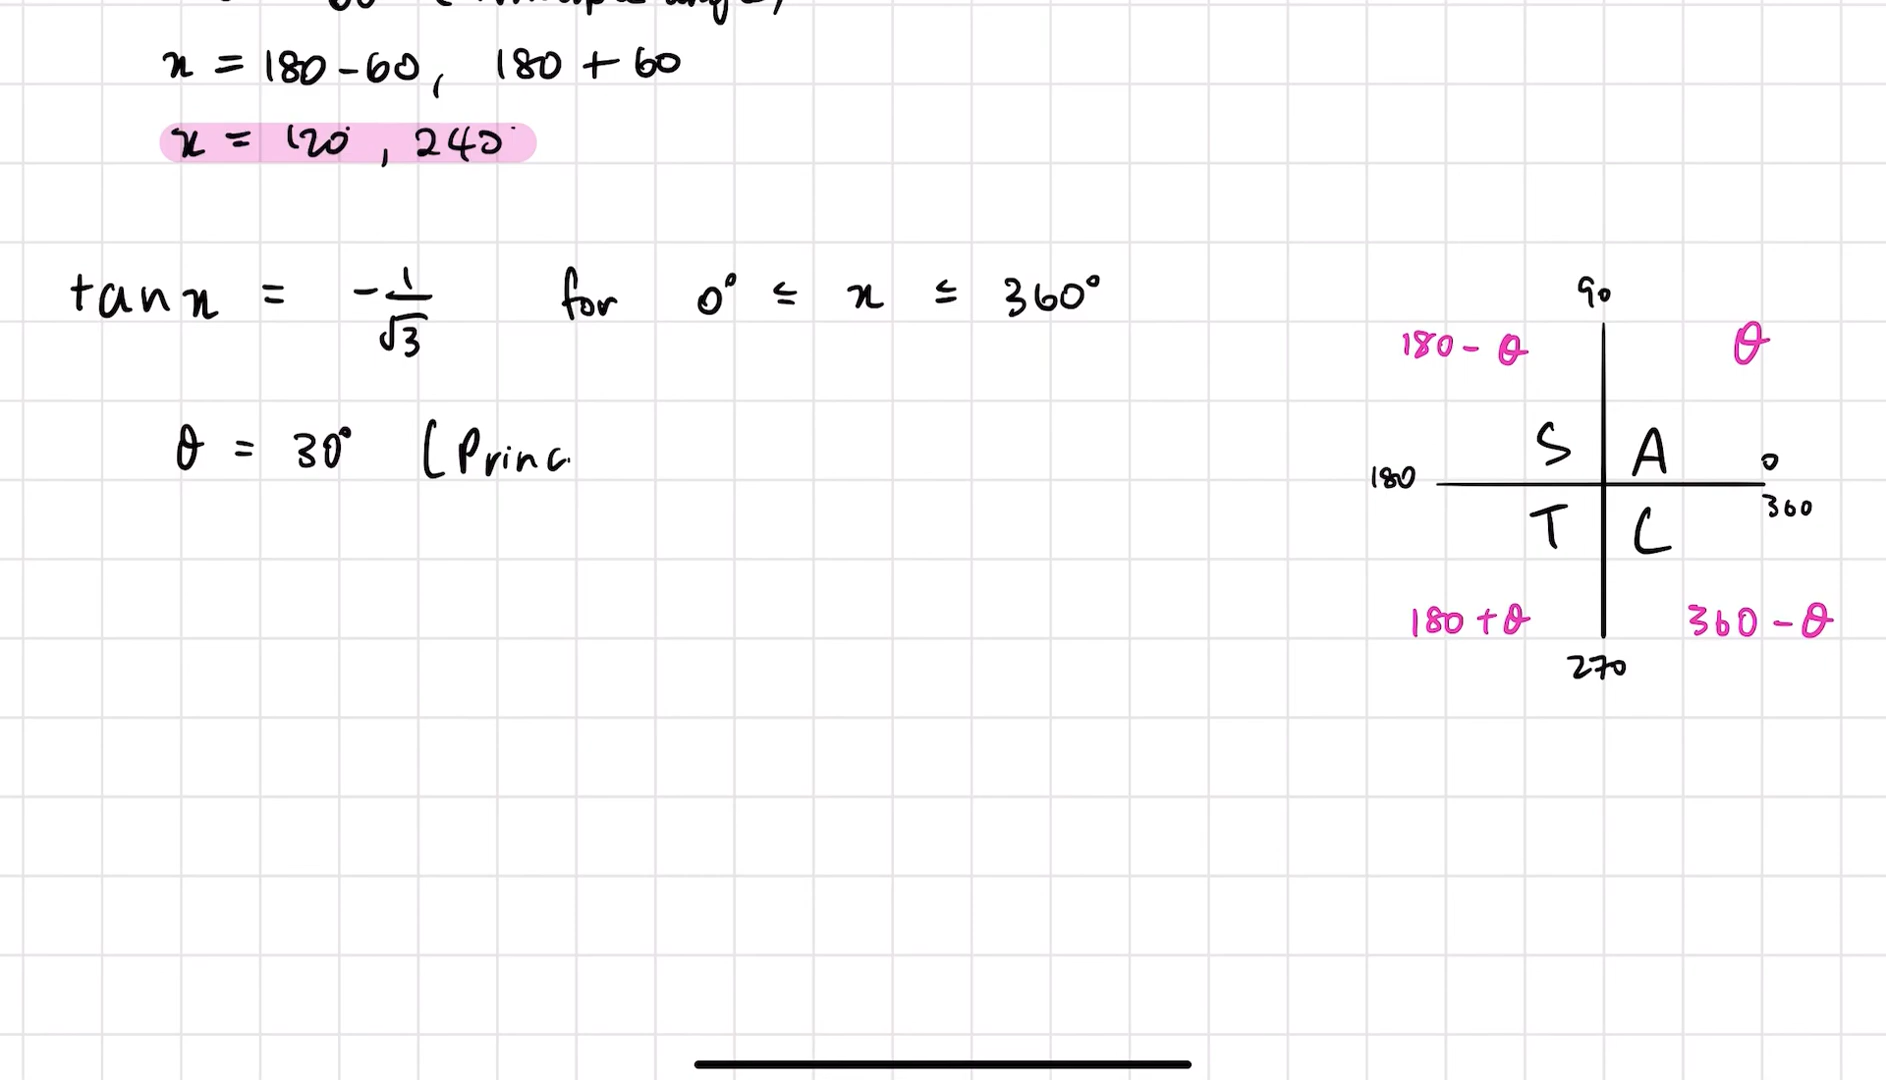 x = 180 - 60, 180 + 60
x = 120°, 240°
tan x = -1/√3 for 0° ≤ x ≤ 360°
θ = 30° (Princ
90
180 - θ
θ
S
A
180
0
360
T
C
180 + θ
360 - θ
270